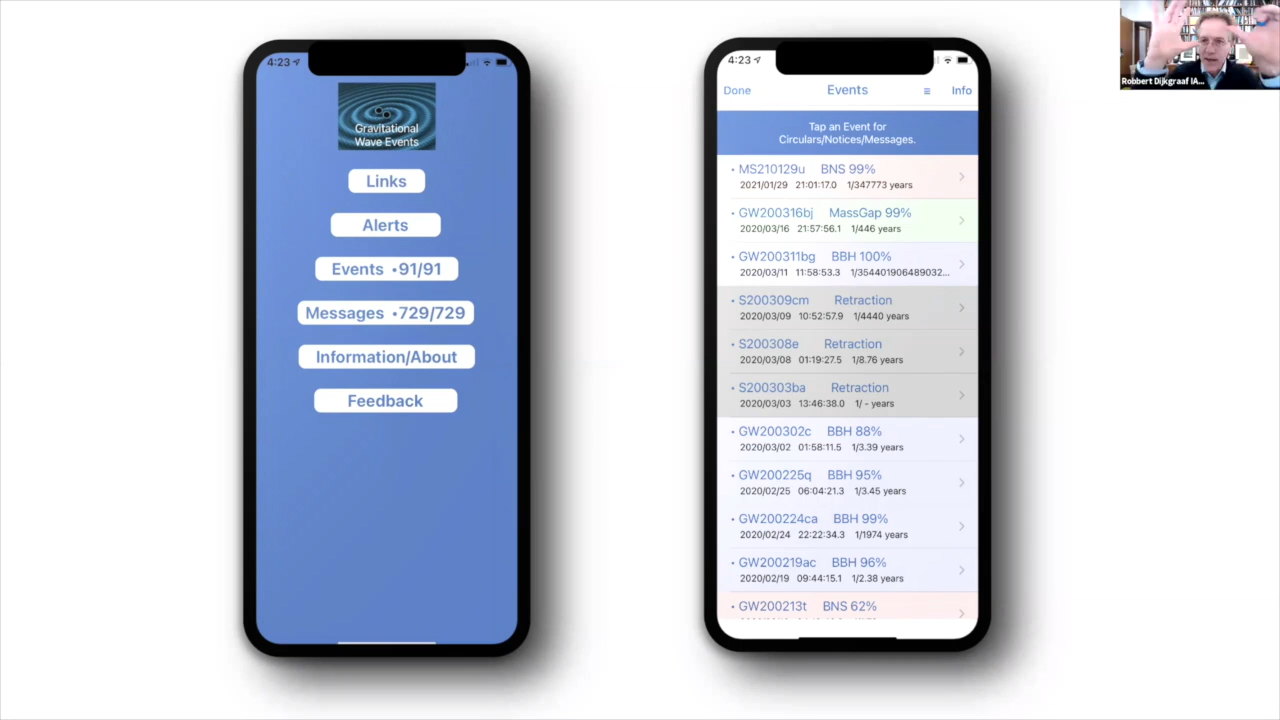 4:23
Gravitational
Wave Events
Links
Alerts
Events •91/91
Messages •729/729
Information/About
Feedback
4:23
Done
Events
Info
Tap an Event for
Circulars/Notices/Messages.
• MS210129u BNS 99%
2021/01/29 21:01:17.0 1/347773 years
• GW200316bj MassGap 99%
2020/03/16 21:57:56.1 1/446 years
• GW200311bg BBH 100%
2020/03/11 11:58:53.3 1/354401906489032...
• S200309cm Retraction
2020/03/09 10:52:57.9 1/4440 years
• S200308e Retraction
2020/03/08 01:19:27.5 1/8.76 years
• S200303ba Retraction
2020/03/03 13:46:38.0 1/ - years
• GW200302c BBH 88%
2020/03/02 01:58:11.5 1/3.39 years
• GW200225q BBH 95%
2020/02/25 06:04:21.3 1/3.45 years
• GW200224ca BBH 99%
2020/02/24 22:22:34.3 1/1974 years
• GW200219ac BBH 96%
2020/02/19 09:44:15.1 1/2.38 years
• GW200213t BNS 62%
Robbert Dijkgraaf IA...